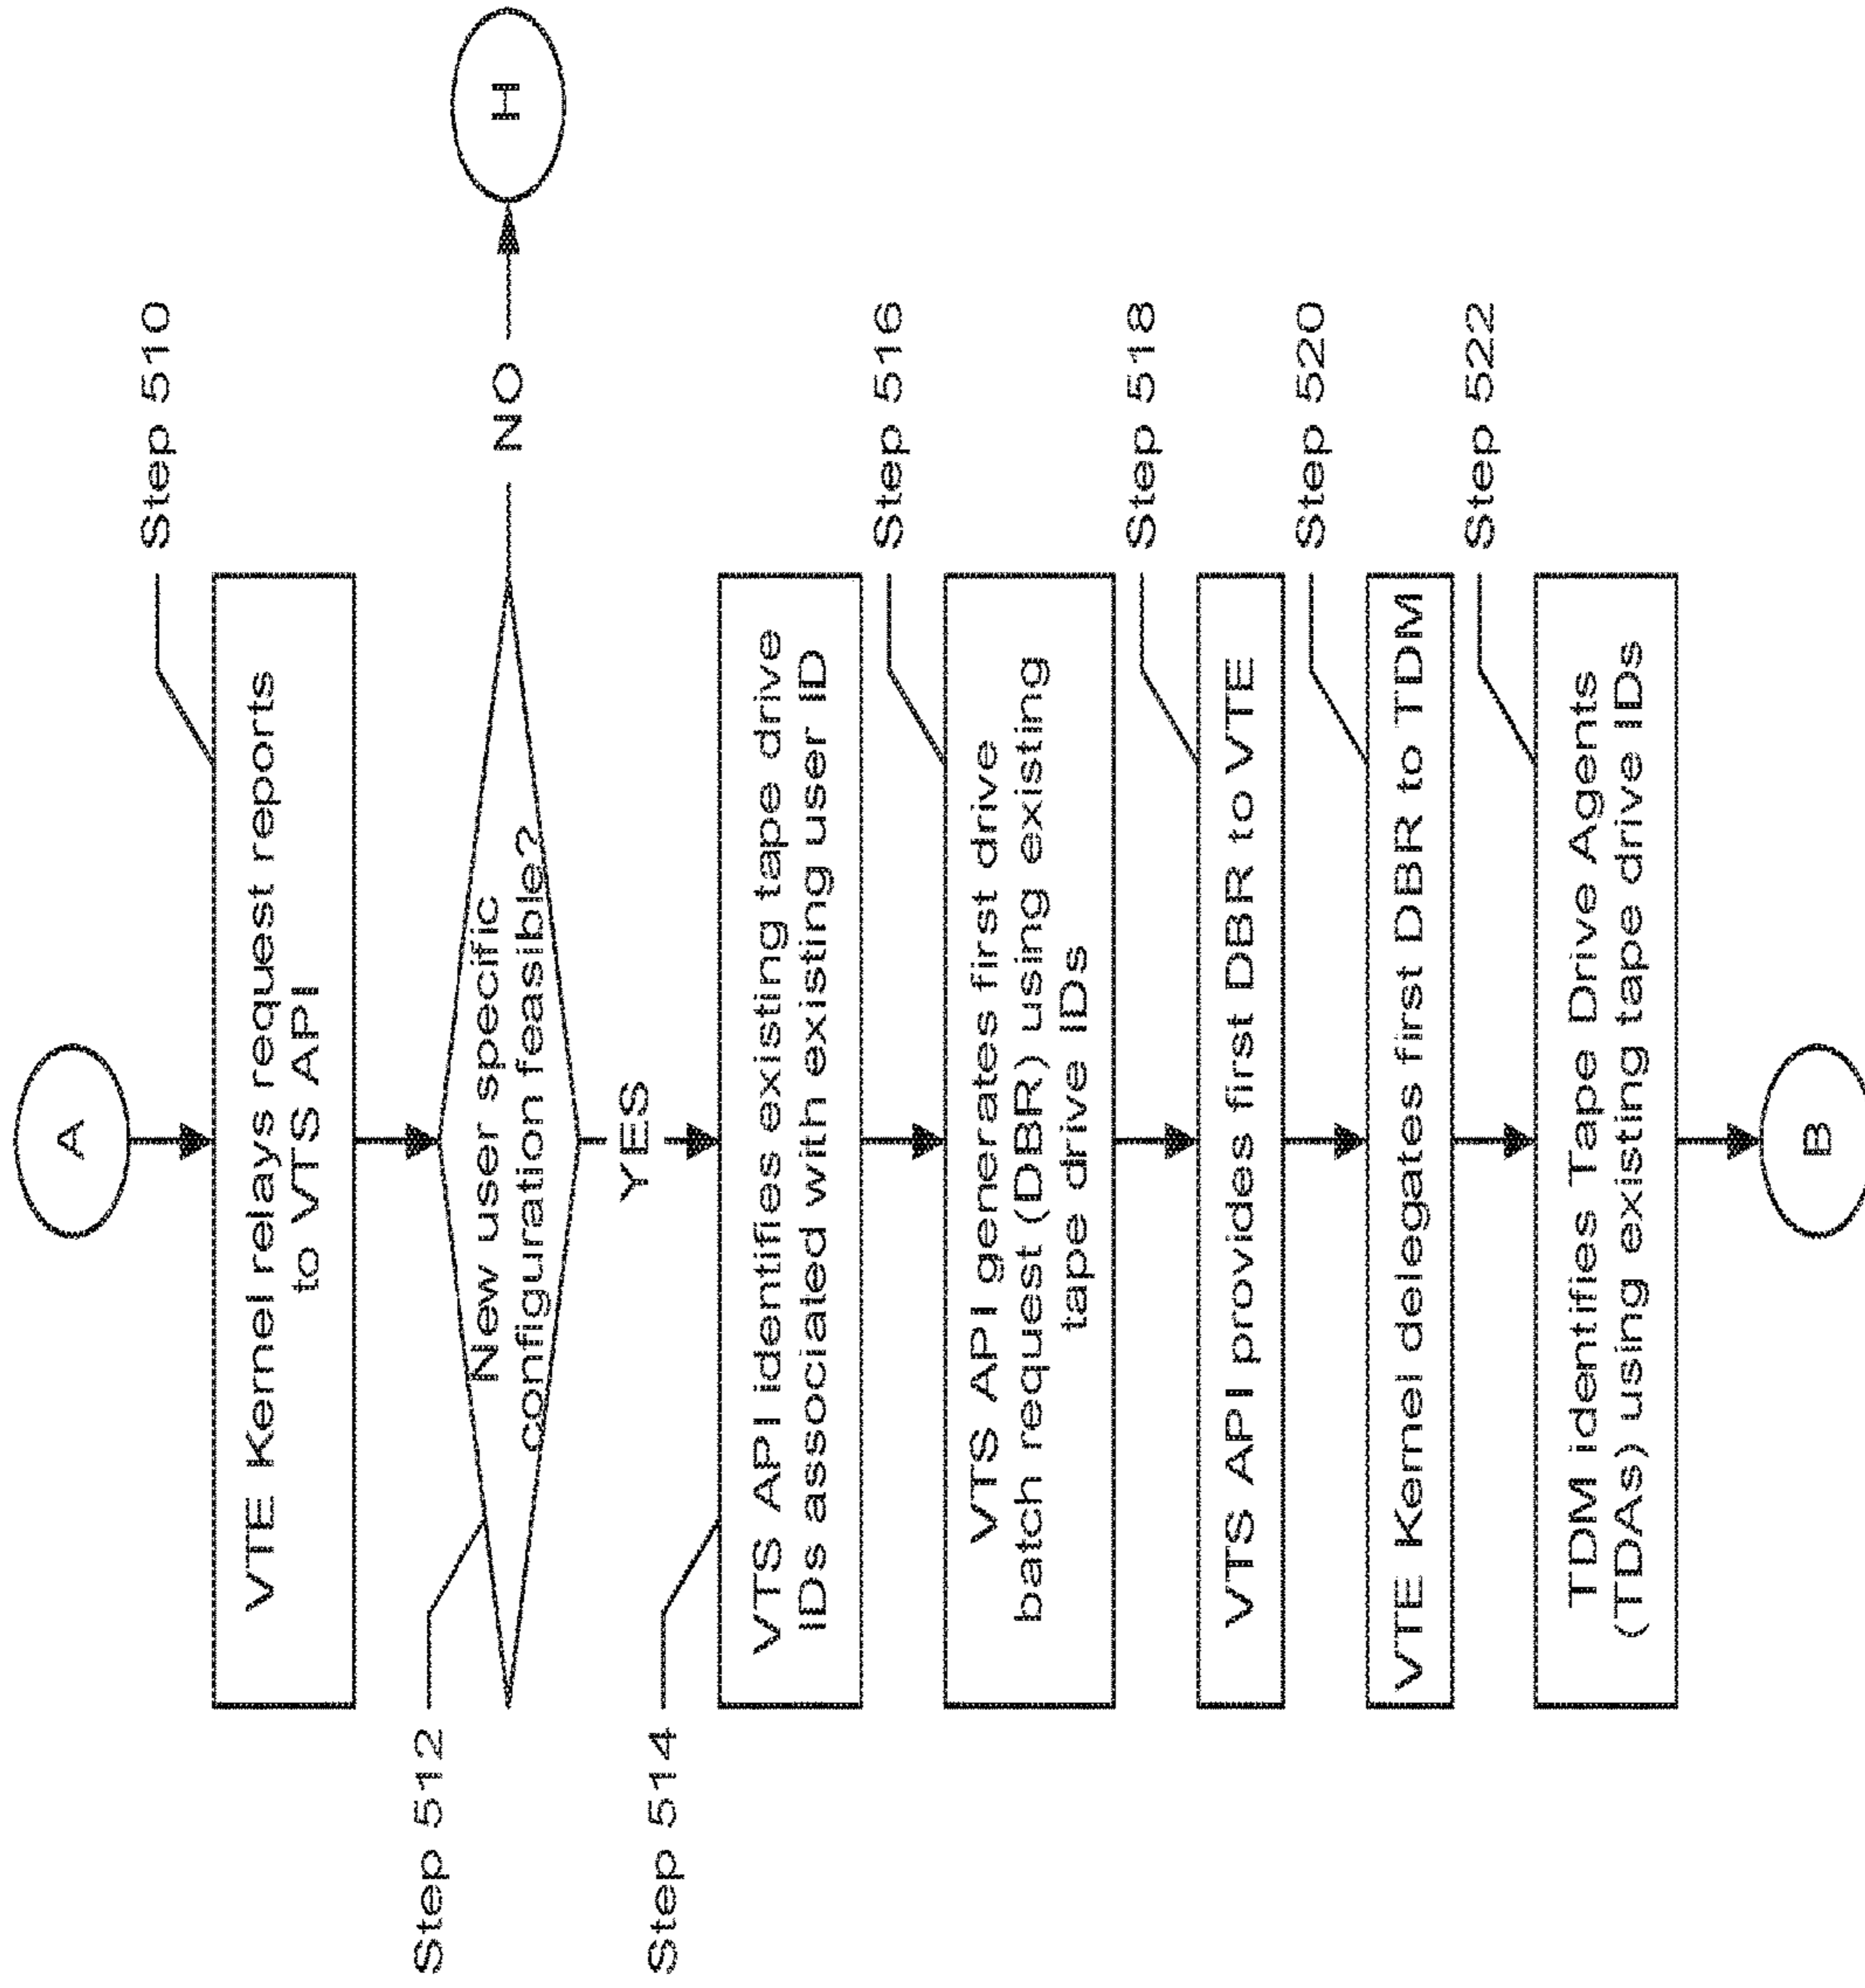 A
Step 510
VTE Kernel relays request reports
to VTS API
Step 512
New user specific
configuration feasible?
NO
H
YES
Step 514
VTS API identifies existing tape drive
IDs associated with existing user ID
Step 516
VTS API generates first drive
batch request (DBR) using existing
tape drive IDs
Step 518
VTS API provides first DBR to VTE
Step 520
VTE Kernel delegates first DBR to TDM
Step 522
TDM identifies Tape Drive Agents
(TDAs) using existing tape drive IDs
B